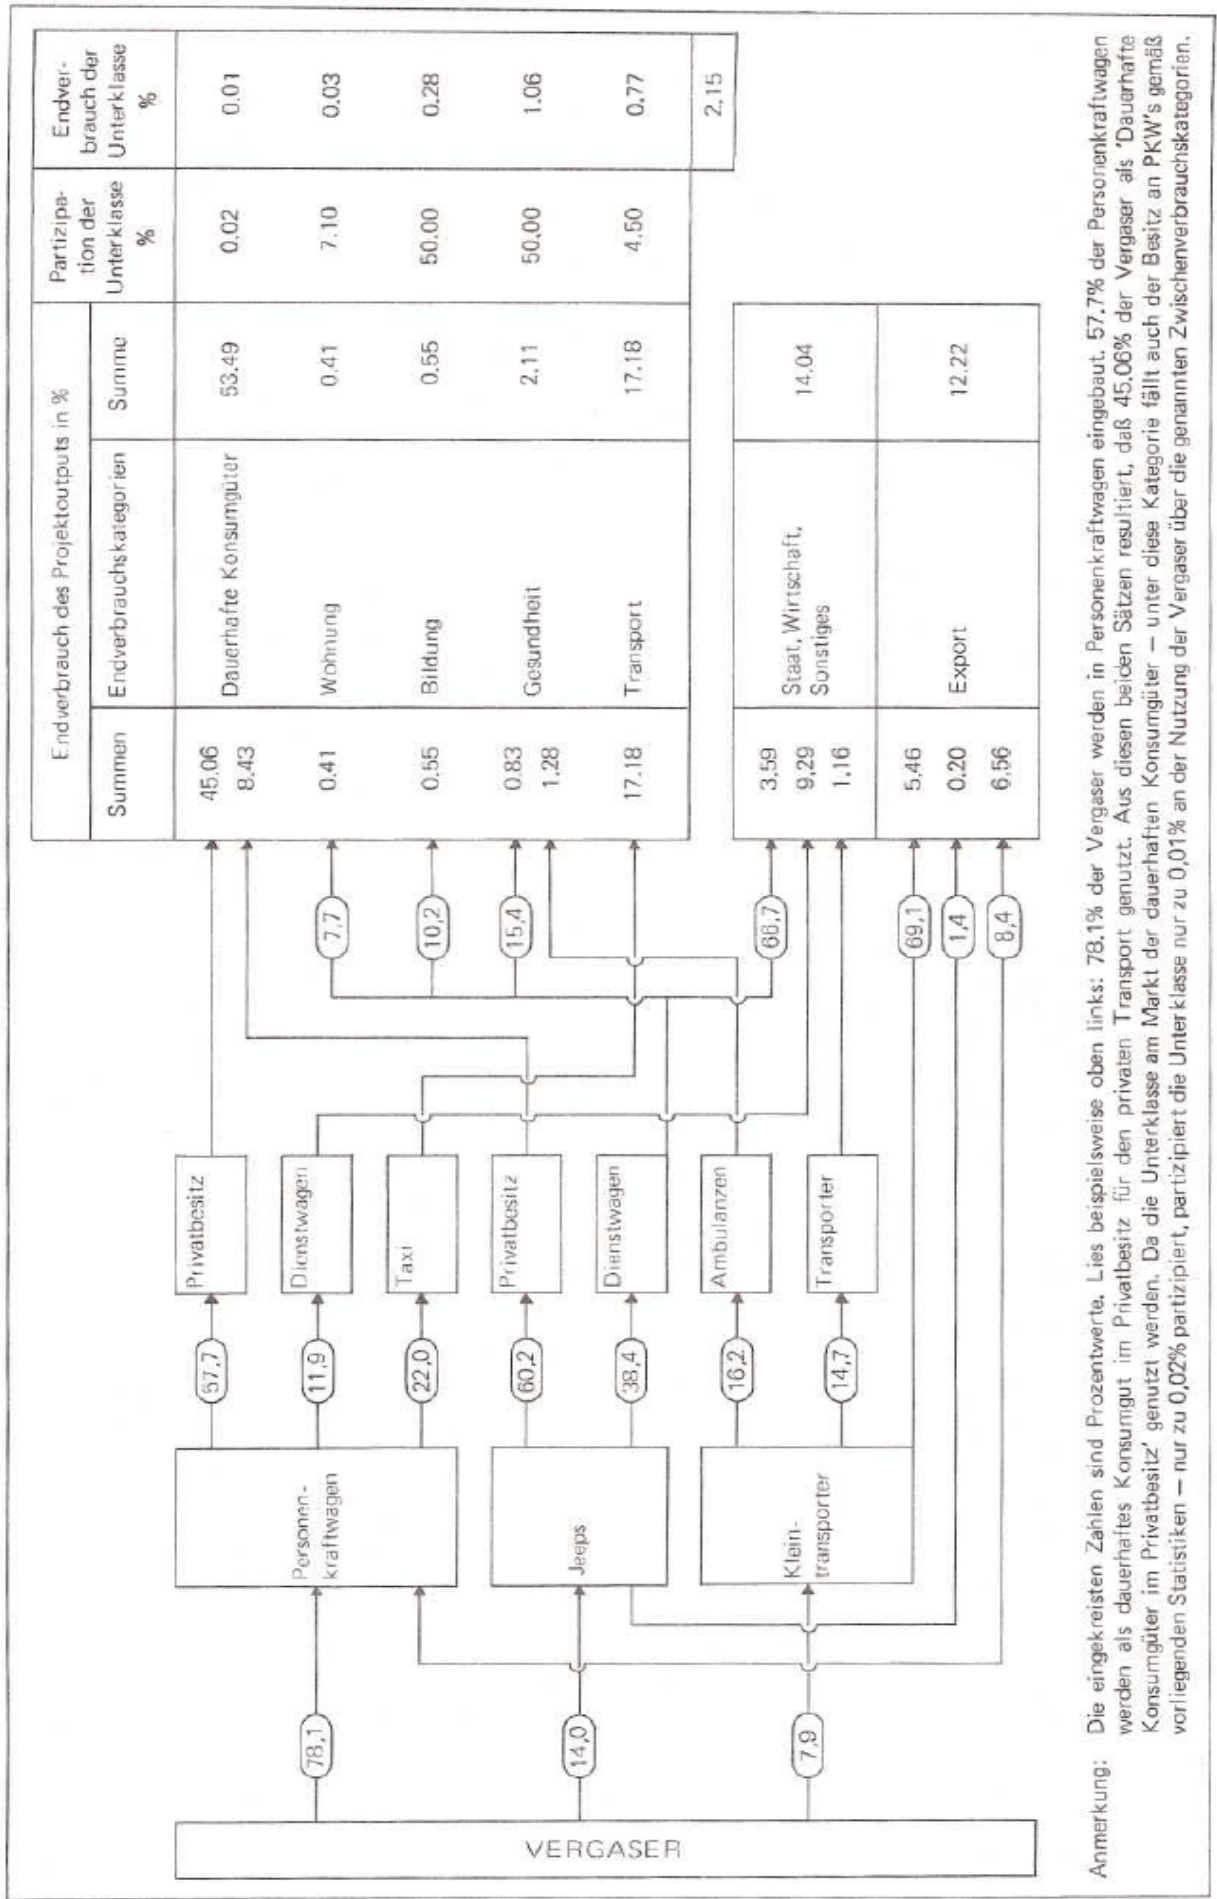 VERGASER
78,1
14,0
7,9
Personen-
kraftwagen
Jeeps
Klein-
transporter
57,7
11,9
22,0
60,2
38,4
16,2
14,7
Privatbesitz
Dienstwagen
Taxi
Privatbesitz
Dienstwagen
Ambulanzen
Transporter
7,7
10,2
15,4
66,7
69,1
1,4
8,4
Endverbrauch des Projektoutputs in %
Summen
Endverbrauchskategorien
Summe
Partizipa-
tion der
Unterklasse
%
Endver-
brauch der
Unterklasse
%
45.06 Dauerhafte Konsumgüter 53.49 0.02 0.01
8.43
0.41 Wohnung 0.41 7.10 0.03
0.55 Bildung 0.55 50.00 0.28
0.83 Gesundheit 2.11 50.00 1.06
1.28
17.18 Transport 17.18 4.50 0.77
2.15
3.59 Staat, Wirtschaft, 14.04
9.29 Sonstiges
1.16
5.46
0.20 Export 12.22
6.56
Anmerkung: Die eingekreisten Zahlen sind Prozentwerte. Lies beispielsweise oben links: 78.1% der Vergaser werden in Personenkraftwagen eingebaut. 57.7% der Personenkraftwagen
werden als dauerhaftes Konsumgut im Privatbesitz für den privaten Transport genutzt. Aus diesen beiden Sätzen resultiert, daß 45.06% der Vergaser als 'Dauerhafte
Konsumgüter im Privatbesitz' genutzt werden. Da die Unterklasse am Markt der dauerhaften Konsumgüter – unter diese Kategorie fällt auch der Besitz an PKW's gemäß
vorliegenden Statistiken – nur zu 0,02% partizipiert, partizipiert die Unterklasse nur zu 0,01% an der Nutzung der Vergaser über die genannten Zwischenverbrauchskategorien.